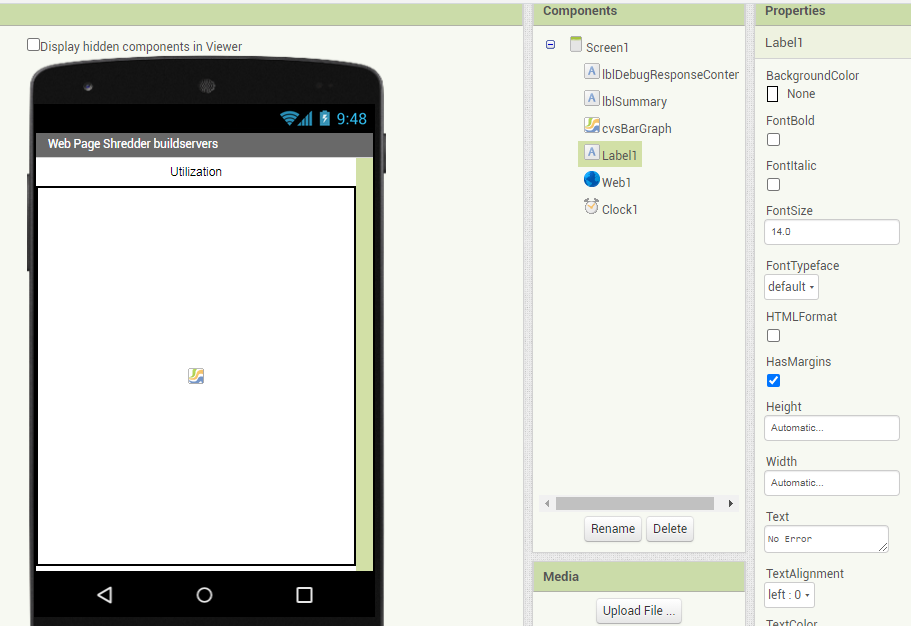 Display hidden components in Viewer
9:48
Web Page Shredder buildservers
Utilization
Components
Screen1
lblDebugResponseConter
lblSummary
cvsBarGraph
Label1
Web1
Clock1
Rename
Delete
Media
Upload File ...
Properties
Label1
BackgroundColor
None
FontBold
FontItalic
FontSize
14.0
FontTypeface
default
HTMLFormat
HasMargins
Height
Automatic...
Width
Automatic...
Text
No Error
TextAlignment
left : 0
TextColor